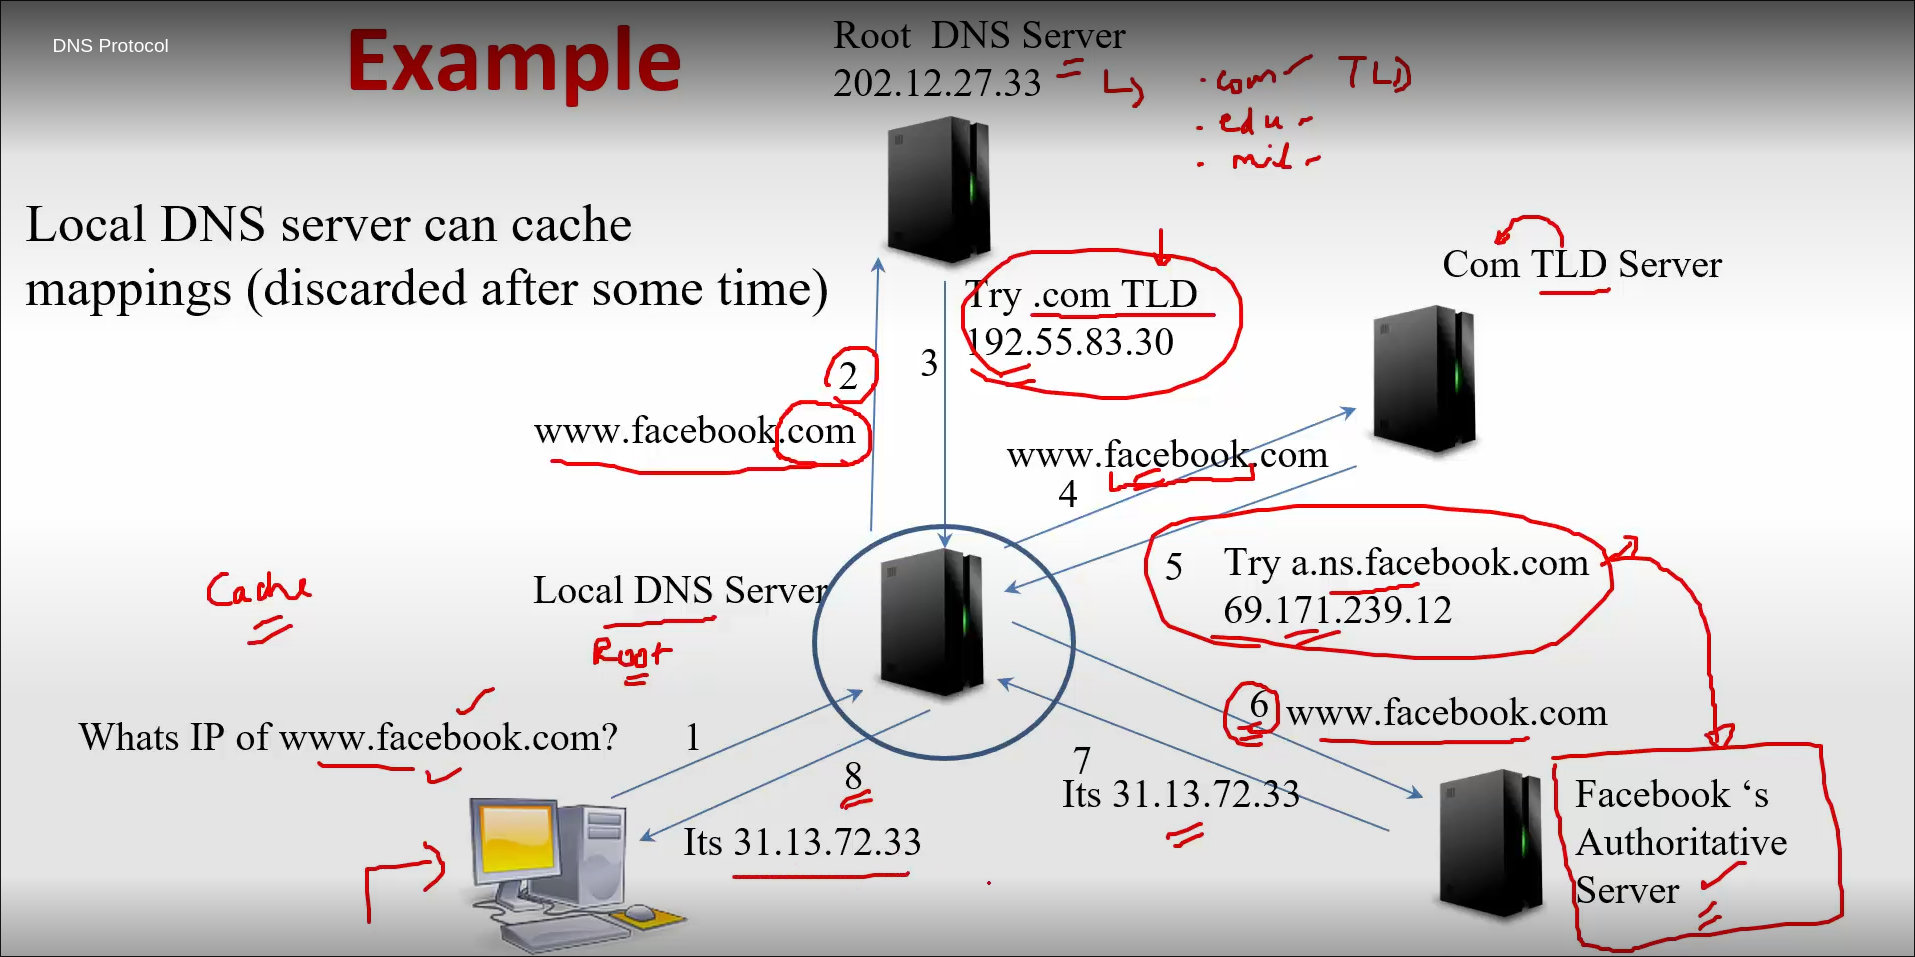 DNS Protocol
Example
Root DNS Server
202.12.27.33
.com TLD
.edu
.mil
Local DNS server can cache
mappings (discarded after some time)
Com TLD Server
Try .com TLD
192.55.83.30
2
3
www.facebook.com
www.facebook.com
4
5 Try a.ns.facebook.com
69.171.239.12
Cache
Local DNS Server
Root
6 www.facebook.com
Whats IP of www.facebook.com? 1
7
8
Its 31.13.72.33
Its 31.13.72.33
Facebook ‘s
Authoritative
Server